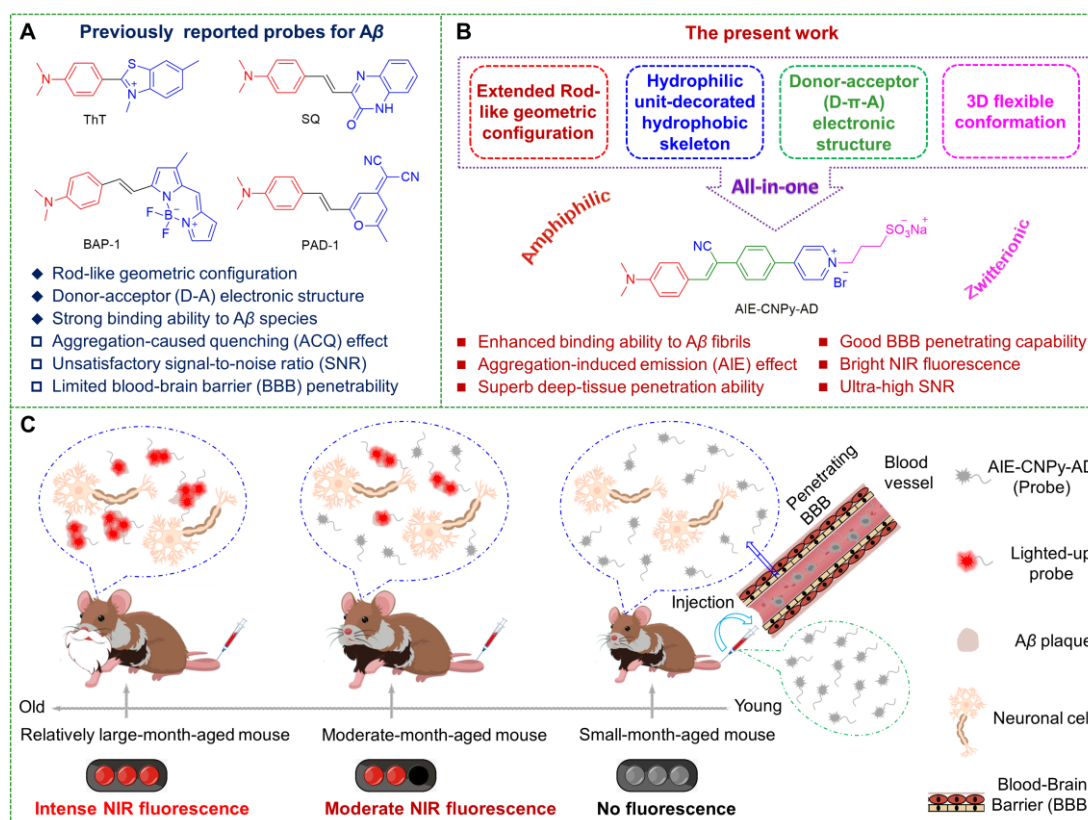 A
Previously reported probes for Aβ
N
S
N+
ThT
N
N
NH
O
SQ
N
N
B−
F
F
N+
BAP-1
N
NC
CN
O
PAD-1
Rod-like geometric configuration
Donor-acceptor (D-A) electronic structure
Strong binding ability to Aβ species
Aggregation-caused quenching (ACQ) effect
Unsatisfactory signal-to-noise ratio (SNR)
Limited blood-brain barrier (BBB) penetrability
B
The present work
Extended Rod-
like geometric
configuration
Hydrophilic
unit-decorated
hydrophobic
skeleton
Donor-acceptor
(D-π-A)
electronic
structure
3D flexible
conformation
All-in-one
Amphiphilic
Zwitterionic
N
CN
N+
Br−
SO3Na+
AIE-CNPy-AD
Enhanced binding ability to Aβ fibrils
Aggregation-induced emission (AIE) effect
Superb deep-tissue penetration ability
Good BBB penetrating capability
Bright NIR fluorescence
Ultra-high SNR
C
Penetrating
BBB
Blood
vessel
Injection
AIE-CNPy-AD
(Probe)
Lighted-up
probe
Aβ plaque
Neuronal cell
Blood-Brain
Barrier (BBB)
Old
Young
Relatively large-month-aged mouse
Moderate-month-aged mouse
Small-month-aged mouse
Intense NIR fluorescence
Moderate NIR fluorescence
No fluorescence